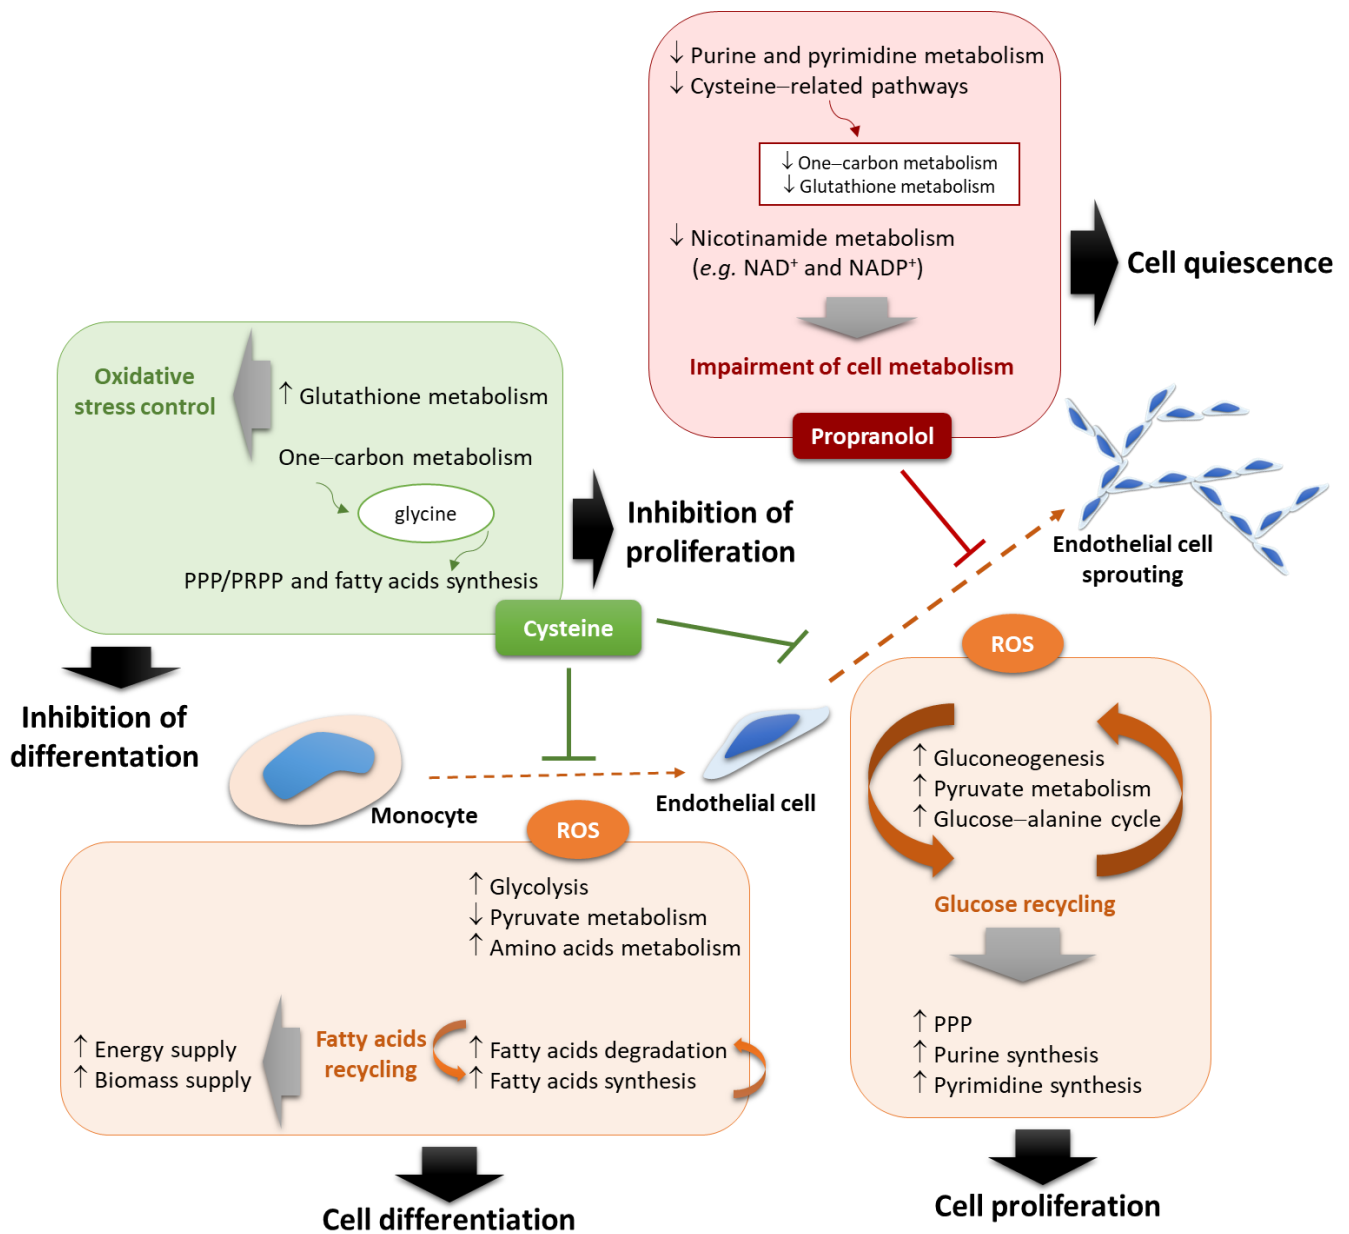 ↓ Purine and pyrimidine metabolism
↓ Cysteine–related pathways
↓ One–carbon metabolism
↓ Glutathione metabolism
↓ Nicotinamide metabolism
(e.g. NAD⁺ and NADP⁺)
Impairment of cell metabolism
Propranolol
Cell quiescence
Oxidative
stress control
↑ Glutathione metabolism
One–carbon metabolism
glycine
PPP/PRPP and fatty acids synthesis
Cysteine
Inhibition of
proliferation
Inhibition of
differentation
Endothelial cell
sprouting
Monocyte
Endothelial cell
ROS
↑ Glycolysis
↓ Pyruvate metabolism
↑ Amino acids metabolism
↑ Energy supply
↑ Biomass supply
Fatty acids
recycling
↑ Fatty acids degradation
↑ Fatty acids synthesis
Cell differentiation
ROS
↑ Gluconeogenesis
↑ Pyruvate metabolism
↑ Glucose–alanine cycle
Glucose recycling
↑ PPP
↑ Purine synthesis
↑ Pyrimidine synthesis
Cell proliferation